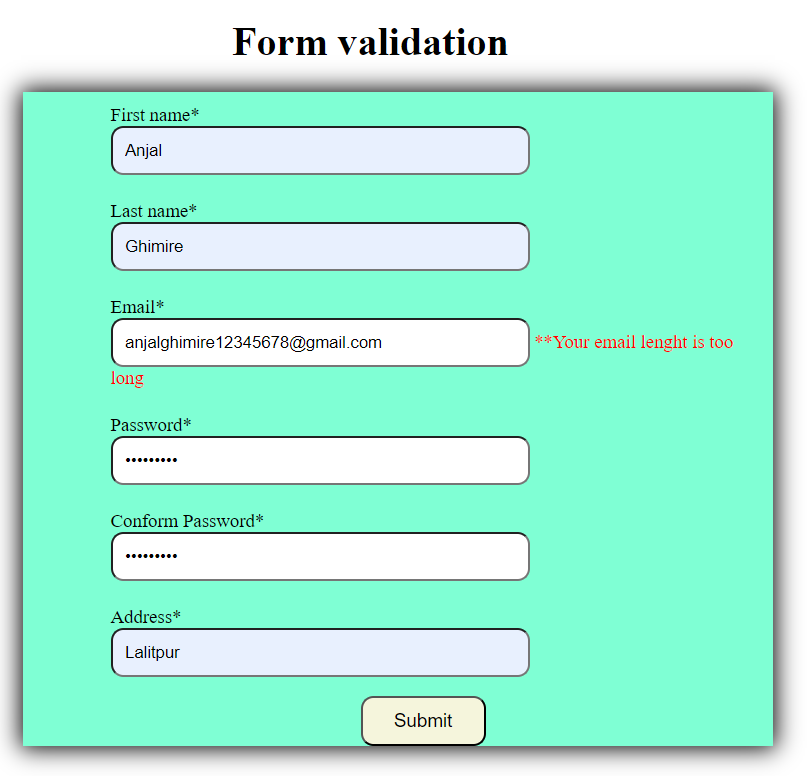 Form validation
First name*
Anjal
Last name*
Ghimire
Email*
anjalghimire12345678@gmail.com **Your email lenght is too
long
Password*
•••••••••
Conform Password*
•••••••••
Address*
Lalitpur
Submit